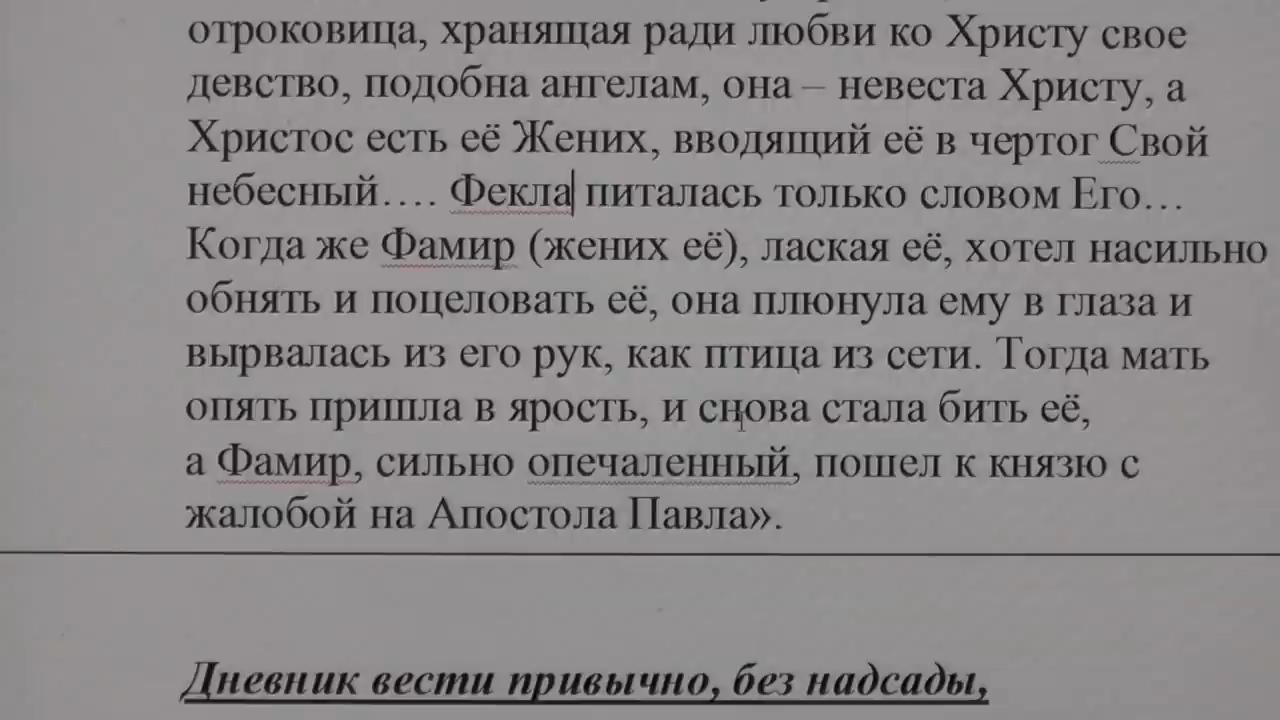 отроковица, хранящая ради любви ко Христу свое
девство, подобна ангелам, она – невеста Христу, а
Христос есть её Жених, вводящий её в чертог Свой
небесный…. Фекла питалась только словом Его…
Когда же Фамир (жених её), лаская её, хотел насильно
обнять и поцеловать её, она плюнула ему в глаза и
вырвалась из его рук, как птица из сети. Тогда мать
опять пришла в ярость, и снова стала бить её,
а Фамир, сильно опечаленный, пошел к князю с
жалобой на Апостола Павла».
Дневник вести привычно, без надсады,